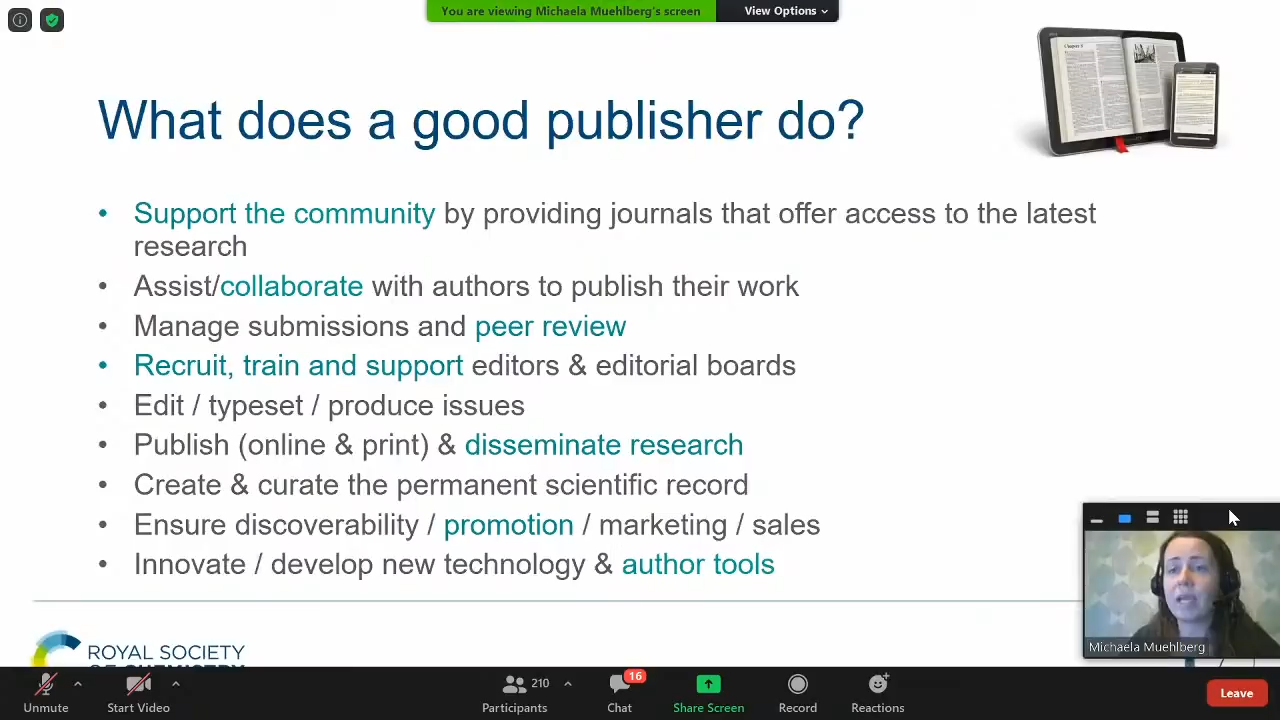 You are viewing Michaela Muehlberg's screen
View Options
What does a good publisher do?
• Support the community by providing journals that offer access to the latest
research
• Assist/collaborate with authors to publish their work
• Manage submissions and peer review
• Recruit, train and support editors & editorial boards
• Edit / typeset / produce issues
• Publish (online & print) & disseminate research
• Create & curate the permanent scientific record
• Ensure discoverability / promotion / marketing / sales
• Innovate / develop new technology & author tools
ROYAL SOCIETY
OF CHEMISTRY
Michaela Muehlberg
Unmute
Start Video
210
Participants
16
Chat
Share Screen
Record
Reactions
Leave